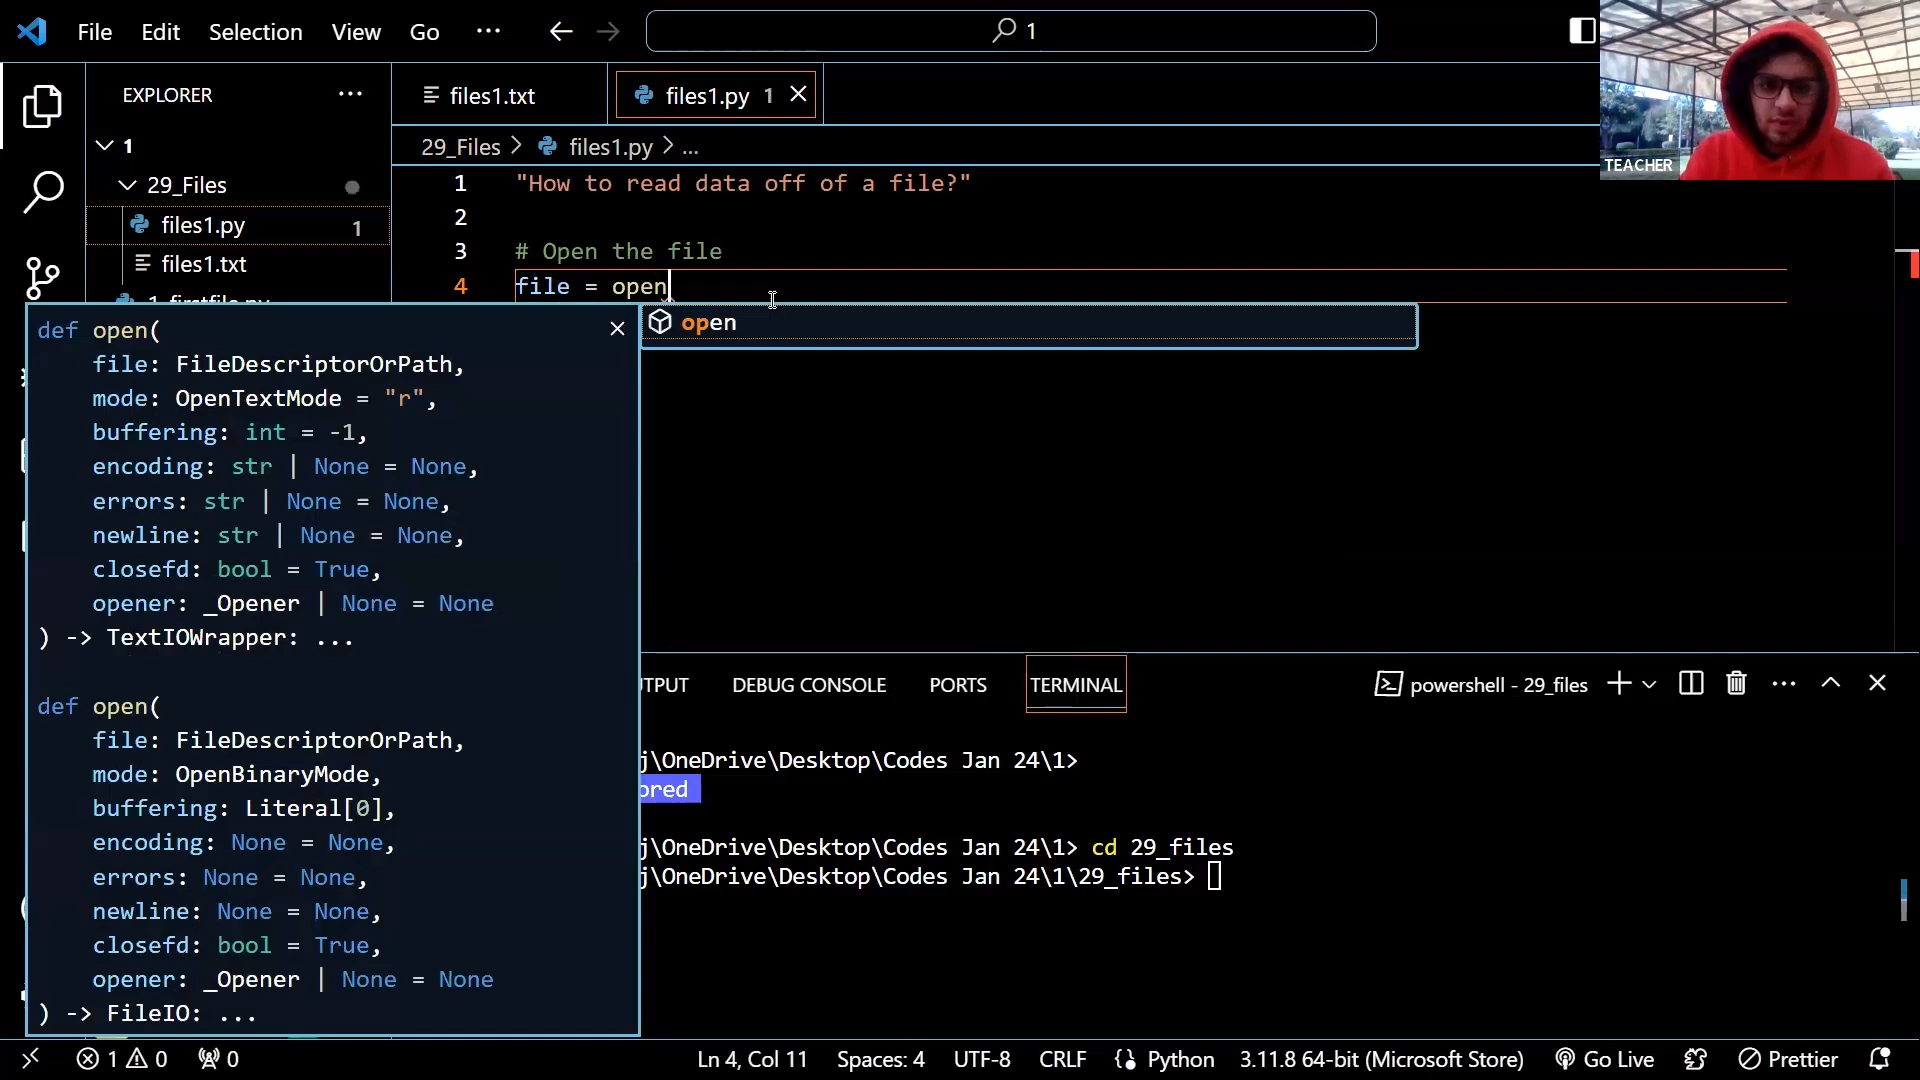 File Edit Selection View Go ··· 1
EXPLORER ···
1
29_Files
files1.py 1
files1.txt
files1.txt
files1.py 1
29_Files > files1.py > ...
1 "How to read data off of a file?"
2
3 # Open the file
4 file = open
open
def open(
file: FileDescriptorOrPath,
mode: OpenTextMode = "r",
buffering: int = -1,
encoding: str | None = None,
errors: str | None = None,
newline: str | None = None,
closefd: bool = True,
opener: _Opener | None = None
) -> TextIOWrapper: ...
def open(
file: FileDescriptorOrPath,
mode: OpenBinaryMode,
buffering: Literal[0],
encoding: None = None,
errors: None = None,
newline: None = None,
closefd: bool = True,
opener: _Opener | None = None
) -> FileIO: ...
TEACHER
TPUT DEBUG CONSOLE PORTS TERMINAL powershell - 29_files
j\OneDrive\Desktop\Codes Jan 24\1>
ored
j\OneDrive\Desktop\Codes Jan 24\1> cd 29_files
j\OneDrive\Desktop\Codes Jan 24\1\29_files>
1 0 0 Ln 4, Col 11 Spaces: 4 UTF-8 CRLF Python 3.11.8 64-bit (Microsoft Store) Go Live Prettier